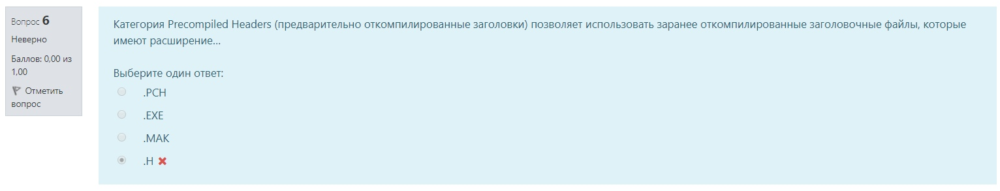 Вопрос 6
Неверно
Баллов: 0,00 из
1,00
Отметить
вопрос
Категория Precompiled Headers (предварительно откомпилированные заголовки) позволяет использовать заранее откомпилированные заголовочные файлы, которые
имеют расширение...
Выберите один ответ:
.PCH
.EXE
.MAK
.H